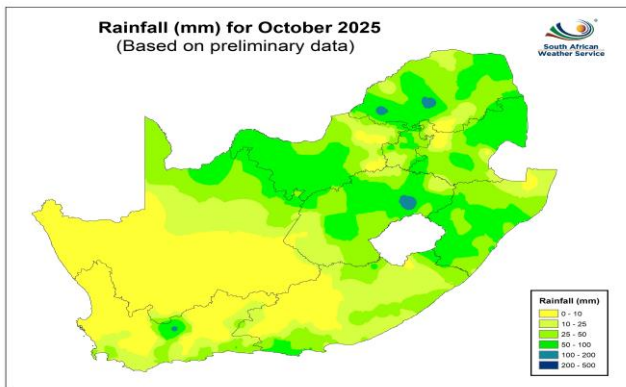 Rainfall (mm) for October 2025
(Based on preliminary data)
South African
Weather Service
Rainfall (mm)
0 - 10
10 - 25
25 - 50
50 - 100
100 - 200
200 - 500